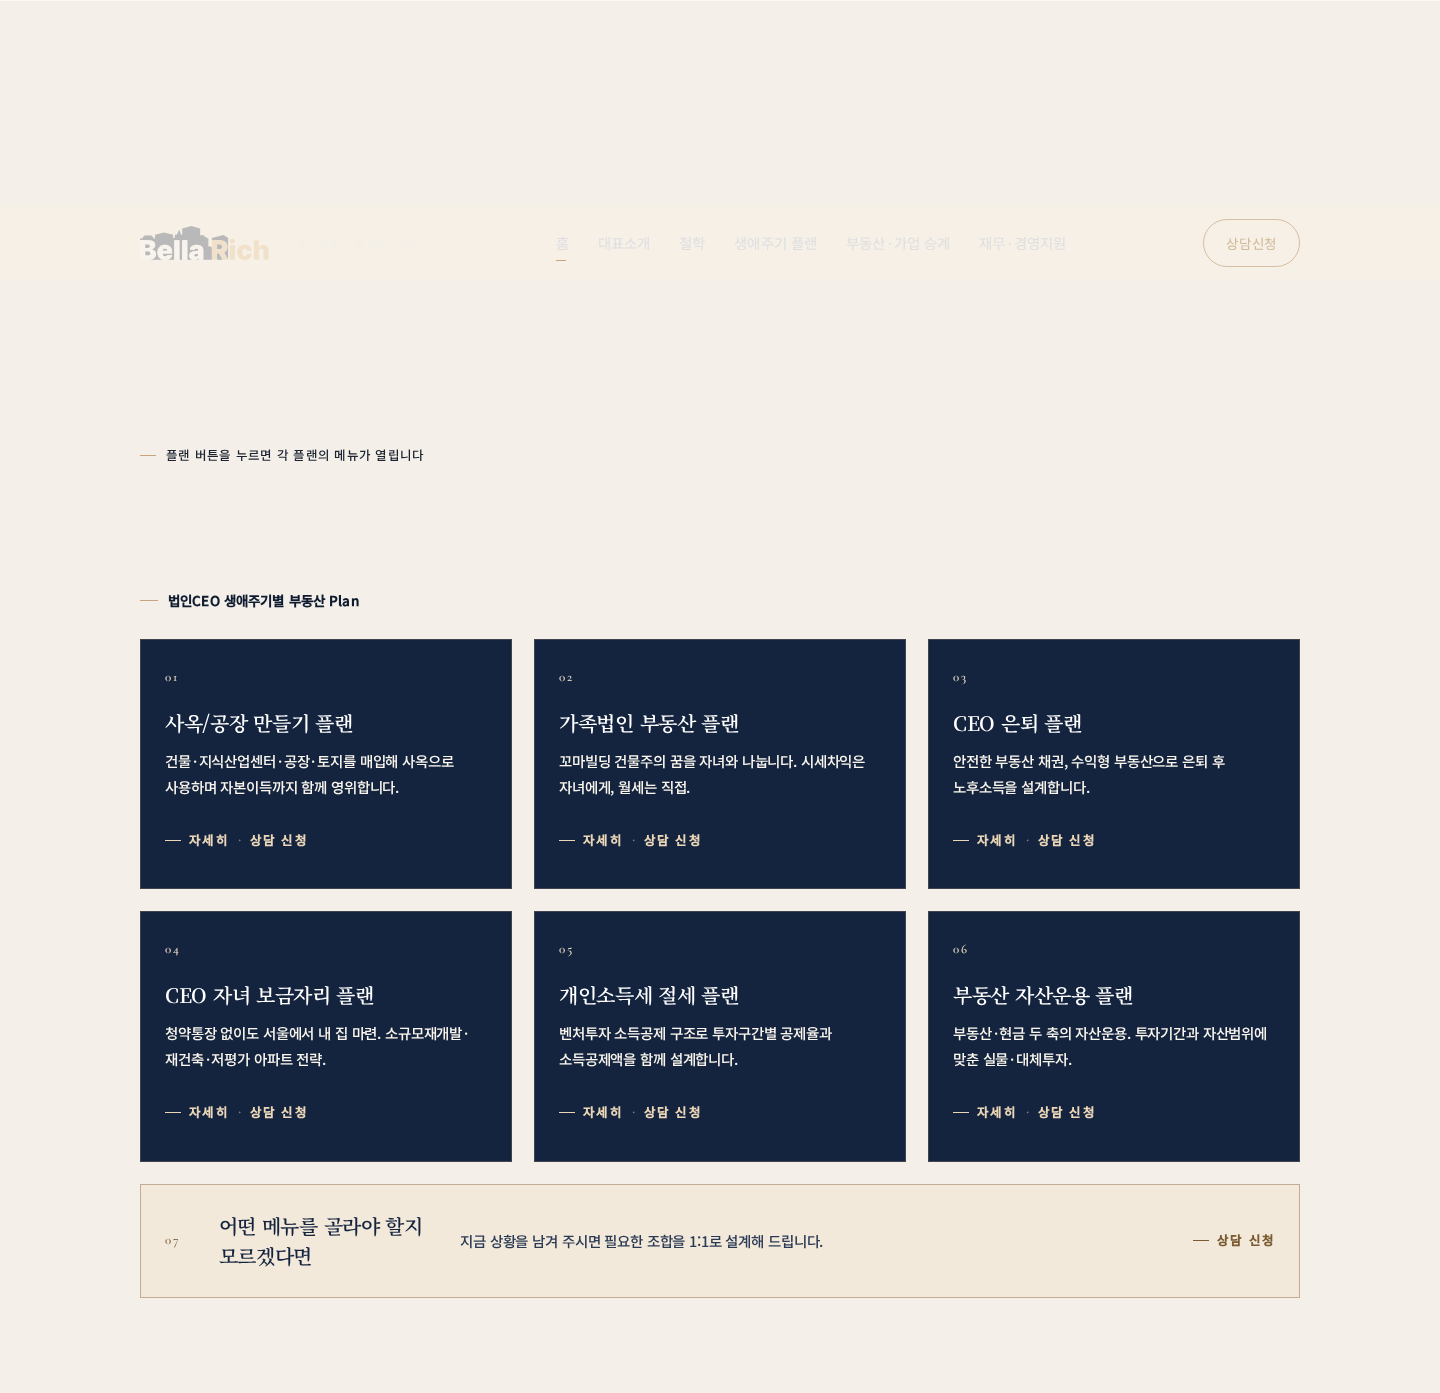 Bella Rich
홈 대표소개 철학 생애주기 플랜 부동산·가업 승계 재무·경영지원 상담신청
플랜 버튼을 누르면 각 플랜의 메뉴가 열립니다
법인CEO 생애주기별 부동산 Plan
01
사옥/공장 만들기 플랜
건물·지식산업센터·공장·토지를 매입해 사옥으로
사용하며 자본이득까지 함께 영위합니다.
자세히 · 상담 신청
02
가족법인 부동산 플랜
꼬마빌딩 건물주의 꿈을 자녀와 나눕니다. 시세차익은
자녀에게, 월세는 직접.
자세히 · 상담 신청
03
CEO 은퇴 플랜
안전한 부동산 채권, 수익형 부동산으로 은퇴 후
노후소득을 설계합니다.
자세히 · 상담 신청
04
CEO 자녀 보금자리 플랜
청약통장 없이도 서울에서 내 집 마련. 소규모재개발·
재건축·저평가 아파트 전략.
자세히 · 상담 신청
05
개인소득세 절세 플랜
벤처투자 소득공제 구조로 투자구간별 공제율과
소득공제액을 함께 설계합니다.
자세히 · 상담 신청
06
부동산 자산운용 플랜
부동산·현금 두 축의 자산운용. 투자기간과 자산범위에
맞춘 실물·대체투자.
자세히 · 상담 신청
07
어떤 메뉴를 골라야 할지
모르겠다면
지금 상황을 남겨 주시면 필요한 조합을 1:1로 설계해 드립니다.
상담 신청